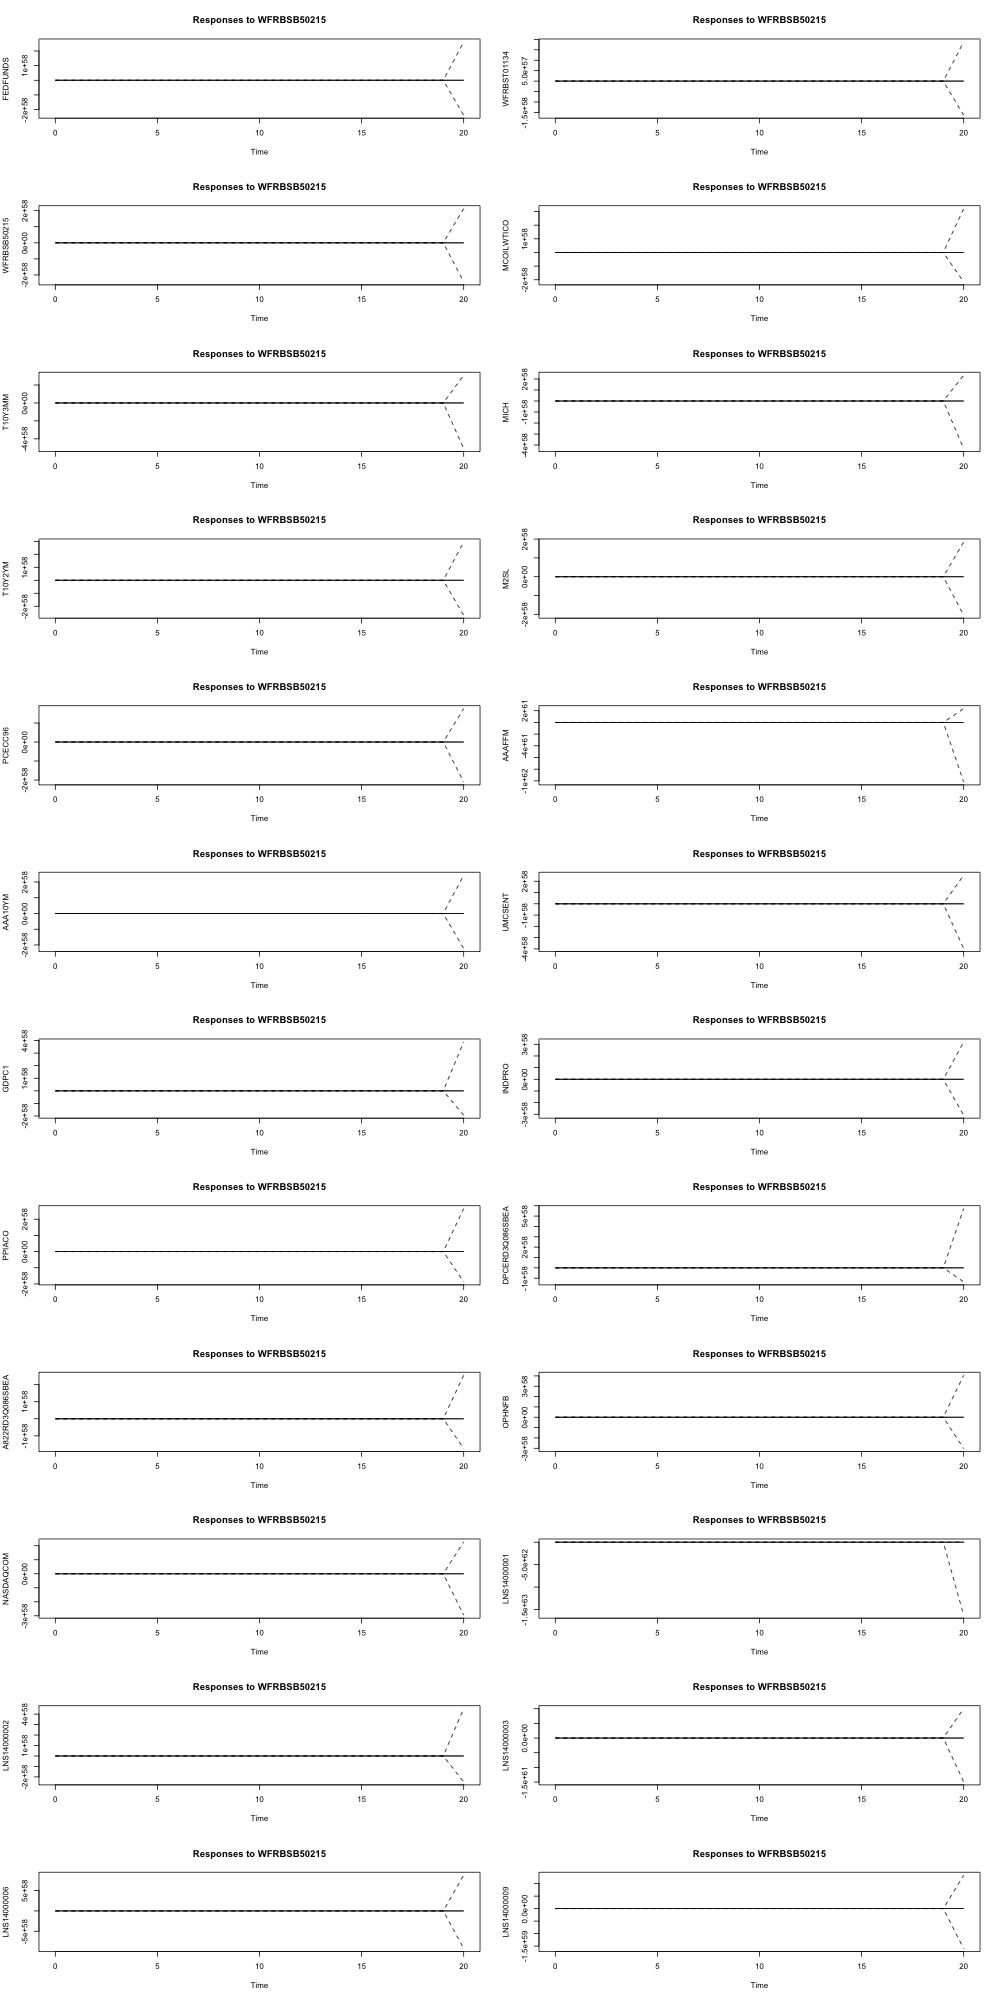 Responses to WFRBSB50215
FEDFUNDS
-2e+58 1e+58
0 5 10 15 20
Time
Responses to WFRBSB50215
WFRBST01134
-1.5e+58 5.0e+57
0 5 10 15 20
Time
Responses to WFRBSB50215
WFRBSB50215
-2e+58 0e+00 2e+58
0 5 10 15 20
Time
Responses to WFRBSB50215
MCOILWTICO
-2e+58 1e+58
0 5 10 15 20
Time
Responses to WFRBSB50215
T10Y3MM
-4e+58 0e+00
0 5 10 15 20
Time
Responses to WFRBSB50215
MICH
-4e+58 -1e+58 2e+58
0 5 10 15 20
Time
Responses to WFRBSB50215
T10Y2YM
-2e+58 1e+58
0 5 10 15 20
Time
Responses to WFRBSB50215
M2SL
-2e+58 0e+00 2e+58
0 5 10 15 20
Time
Responses to WFRBSB50215
PCECC96
-2e+58 0e+00
0 5 10 15 20
Time
Responses to WFRBSB50215
AAAFFM
-1e+62 -4e+61 2e+61
0 5 10 15 20
Time
Responses to WFRBSB50215
AAA10YM
-2e+58 0e+00 2e+58
0 5 10 15 20
Time
Responses to WFRBSB50215
UMCSENT
-4e+58 -1e+58 2e+58
0 5 10 15 20
Time
Responses to WFRBSB50215
GDPC1
-2e+58 1e+58 4e+58
0 5 10 15 20
Time
Responses to WFRBSB50215
INDPRO
-3e+58 0e+00 3e+58
0 5 10 15 20
Time
Responses to WFRBSB50215
PPIACO
-2e+58 0e+00 2e+58
0 5 10 15 20
Time
Responses to WFRBSB50215
DPCERD3Q086SBEA
-1e+58 2e+58 5e+58
0 5 10 15 20
Time
Responses to WFRBSB50215
A822RD3Q086SBEA
-1e+58 1e+58
0 5 10 15 20
Time
Responses to WFRBSB50215
OPHNFB
-3e+58 0e+00 3e+58
0 5 10 15 20
Time
Responses to WFRBSB50215
NASDAQCOM
-3e+58 0e+00
0 5 10 15 20
Time
Responses to WFRBSB50215
LNS14000001
-1.5e+63 -5.0e+62
0 5 10 15 20
Time
Responses to WFRBSB50215
LNS14000002
-2e+58 1e+58 4e+58
0 5 10 15 20
Time
Responses to WFRBSB50215
LNS14000003
-1.5e+61 0.0e+00
0 5 10 15 20
Time
Responses to WFRBSB50215
LNS14000006
-5e+58 5e+58
0 5 10 15 20
Time
Responses to WFRBSB50215
LNS14000009
-1.5e+59 0.0e+00
0 5 10 15 20
Time